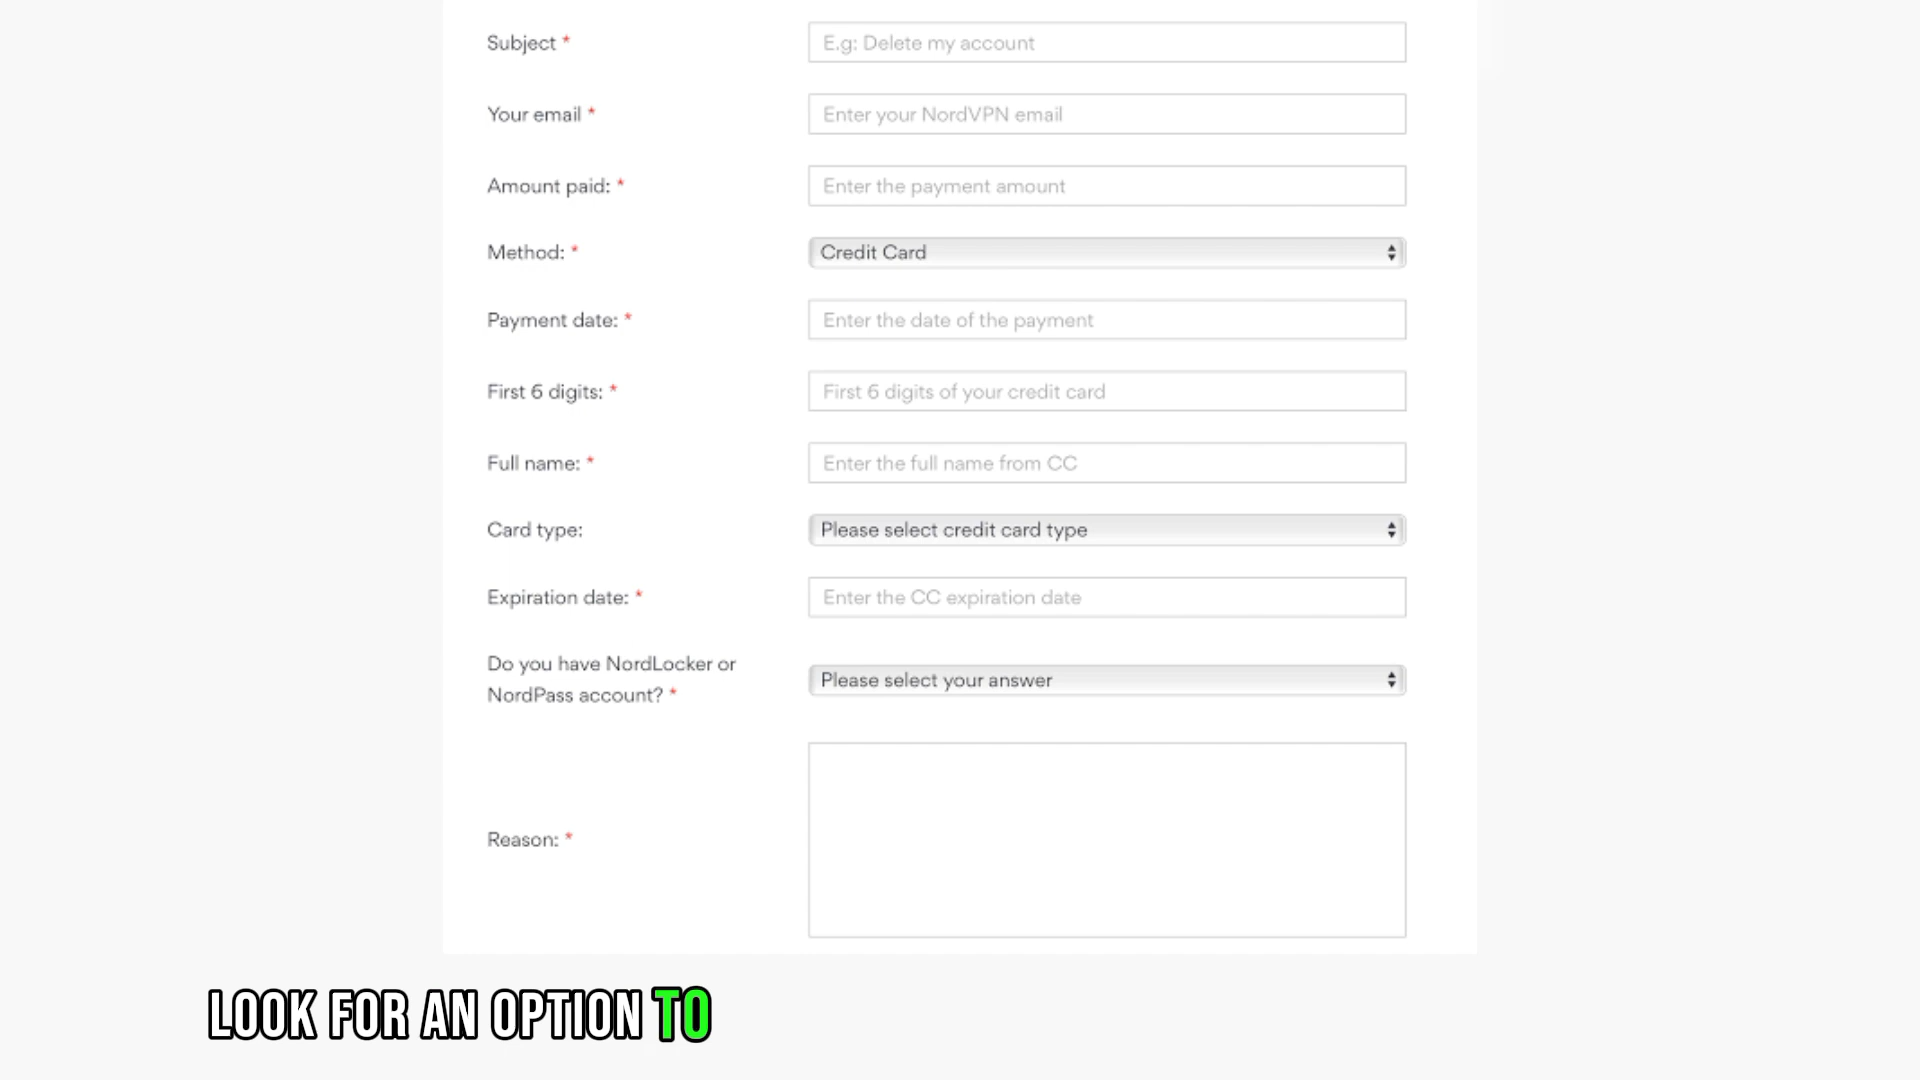 Subject *
E.g: Delete my account
Your email *
Enter your NordVPN email
Amount paid: *
Enter the payment amount
Method: *
Credit Card
Payment date: *
Enter the date of the payment
First 6 digits: *
First 6 digits of your credit card
Full name: *
Enter the full name from CC
Card type:
Please select credit card type
Expiration date: *
Enter the CC expiration date
Do you have NordLocker or
NordPass account? *
Please select your answer
Reason: *
LOOK FOR AN OPTION TO